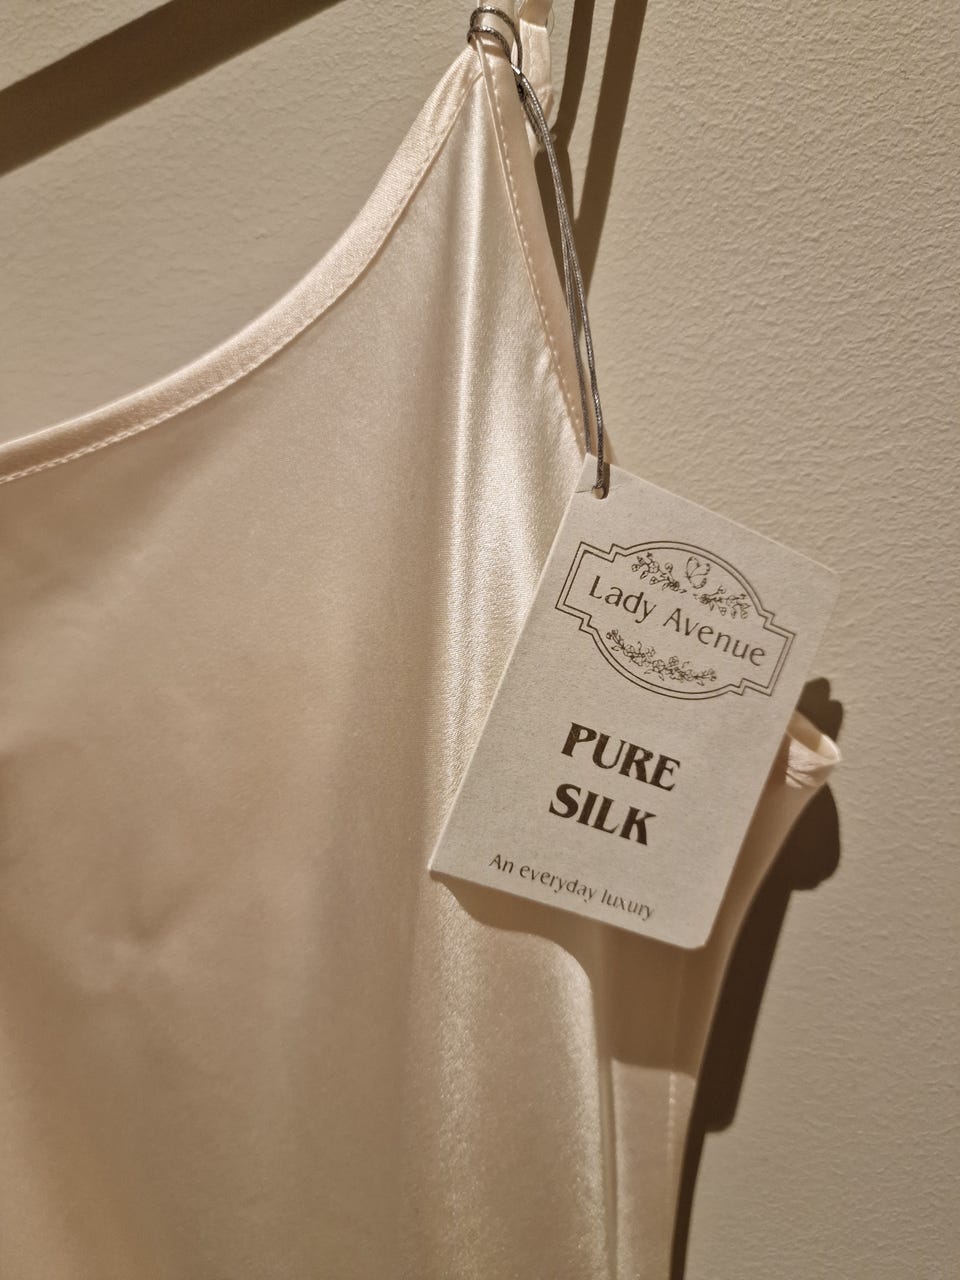 Lady Avenue
PURE
SILK
An everyday luxury